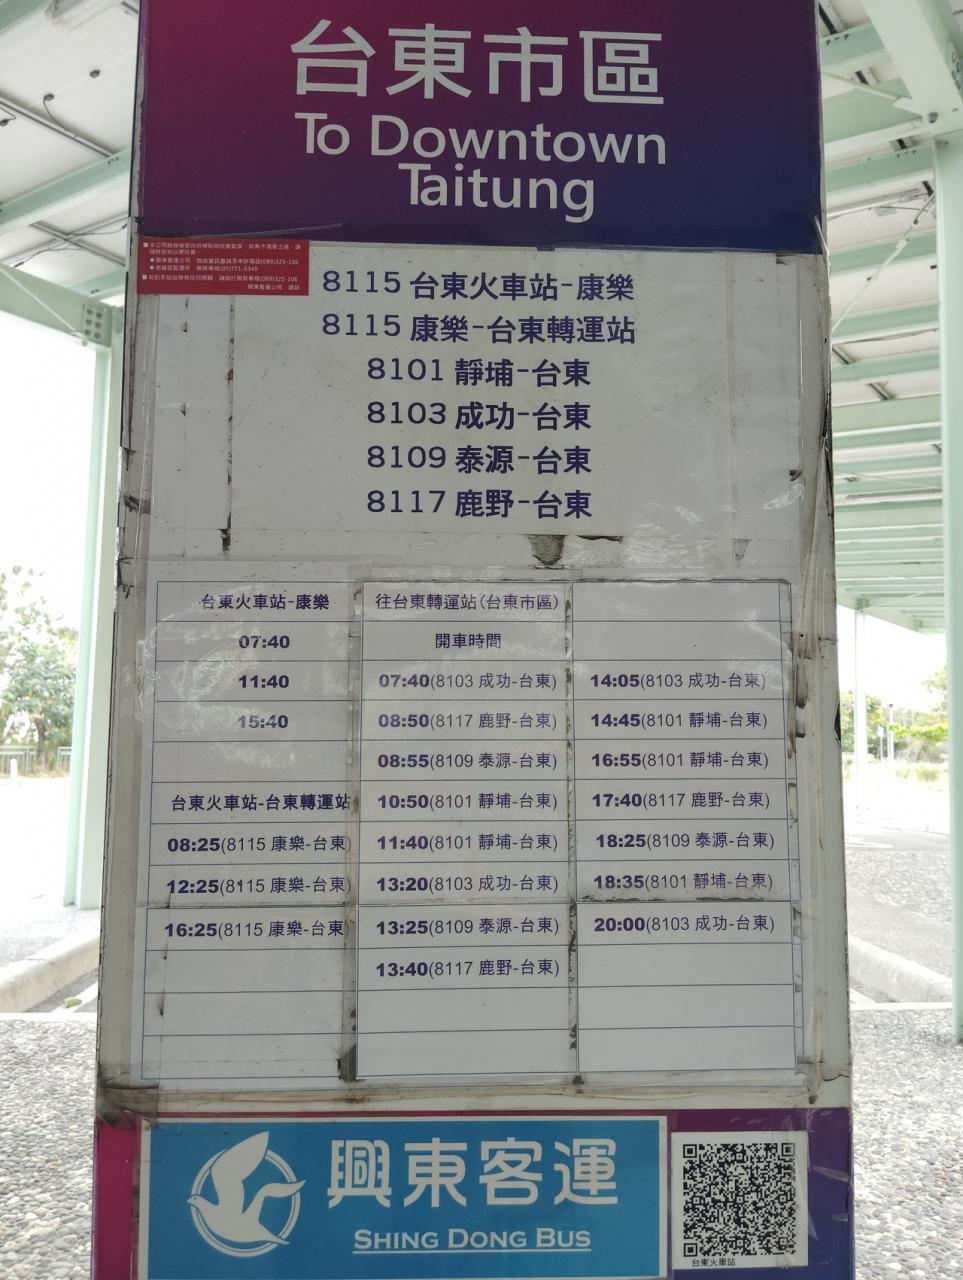 台東市區
To Downtown
Taitung
8115 台東火車站-康樂
8115 康樂-台東轉運站
8101 靜埔-台東
8103 成功-台東
8109 泰源-台東
8117 鹿野-台東
台東火車站-康樂
07:40
11:40
15:40
台東火車站-台東轉運站
08:25(8115 康樂-台東)
12:25(8115 康樂-台東)
16:25(8115 康樂-台東)
往台東轉運站(台東市區)
開車時間
07:40(8103 成功-台東)
08:50(8117 鹿野-台東)
08:55(8109 泰源-台東)
10:50(8101 靜埔-台東)
11:40(8101 靜埔-台東)
13:20(8103 成功-台東)
13:25(8109 泰源-台東)
13:40(8117 鹿野-台東)
14:05(8103 成功-台東)
14:45(8101 靜埔-台東)
16:55(8101 靜埔-台東)
17:40(8117 鹿野-台東)
18:25(8109 泰源-台東)
18:35(8101 靜埔-台東)
20:00(8103 成功-台東)
興東客運
SHING DONG BUS
台東火車站